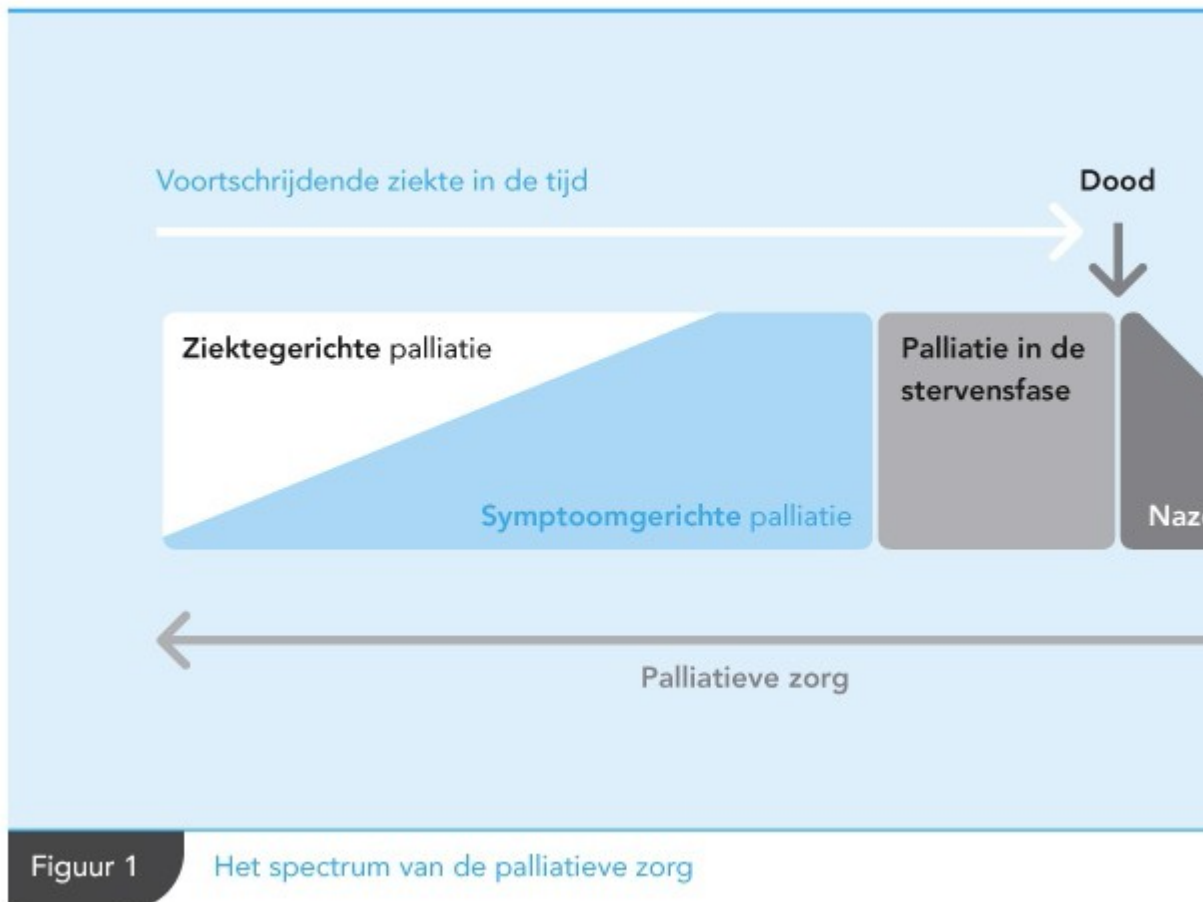 Voortschrijdende ziekte in de tijd
Dood
Ziektegerichte palliatie
Palliatie in de
stervensfase
Symptoomgerichte palliatie
Palliatieve zorg
Figuur 1
Het spectrum van de palliatieve zorg